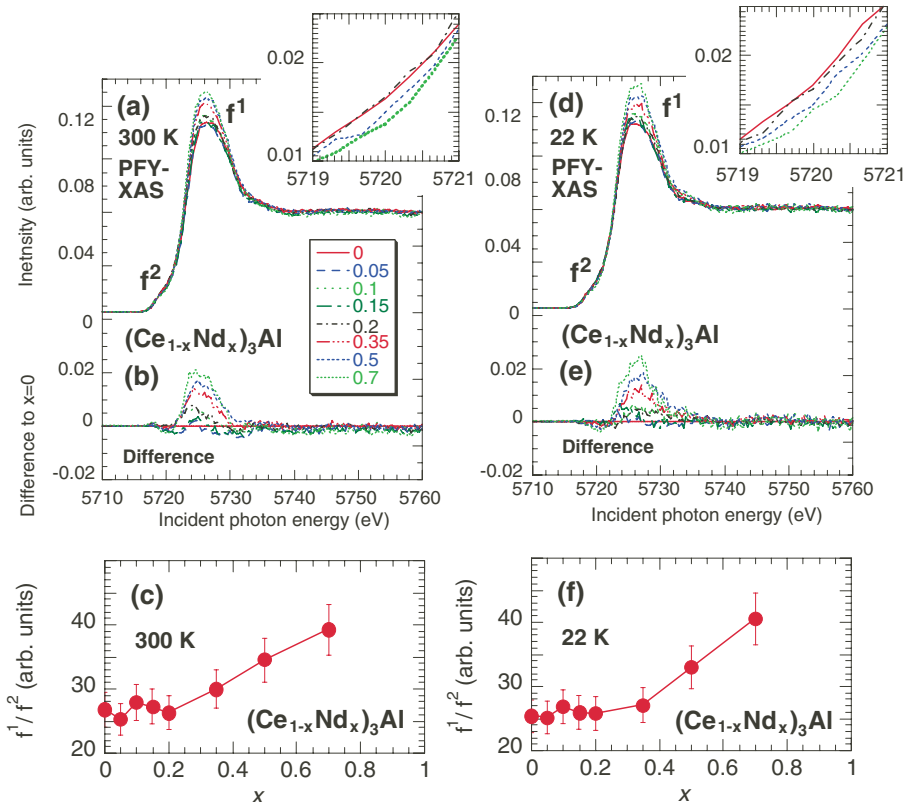 0.02
0.01
5719 5720 5721
(a)
300 K
PFY-
XAS
f1
f2
0.12
0.08
0.04
0
Inetnsity (arb. units)
0
0.05
0.1
0.15
0.2
0.35
0.5
0.7
(Ce1-xNdx)3Al
(b)
0.02
0
-0.02
Difference to x=0
Difference
5710 5720 5730 5740 5750 5760
Incident photon energy (eV)
0.02
0.01
5719 5720 5721
(d)
22 K
PFY-
XAS
f1
f2
0.12
0.08
0.04
0
(Ce1-xNdx)3Al
(e)
0.02
0
-0.02
Difference
5710 5720 5730 5740 5750 5760
Incident photon energy (eV)
(c)
300 K
(Ce1-xNdx)3Al
f1/ f2 (arb. units)
40
30
20
0 0.2 0.4 0.6 0.8 1
x
(f)
22 K
(Ce1-xNdx)3Al
f1/ f2 (arb. units)
40
30
20
0 0.2 0.4 0.6 0.8 1
x